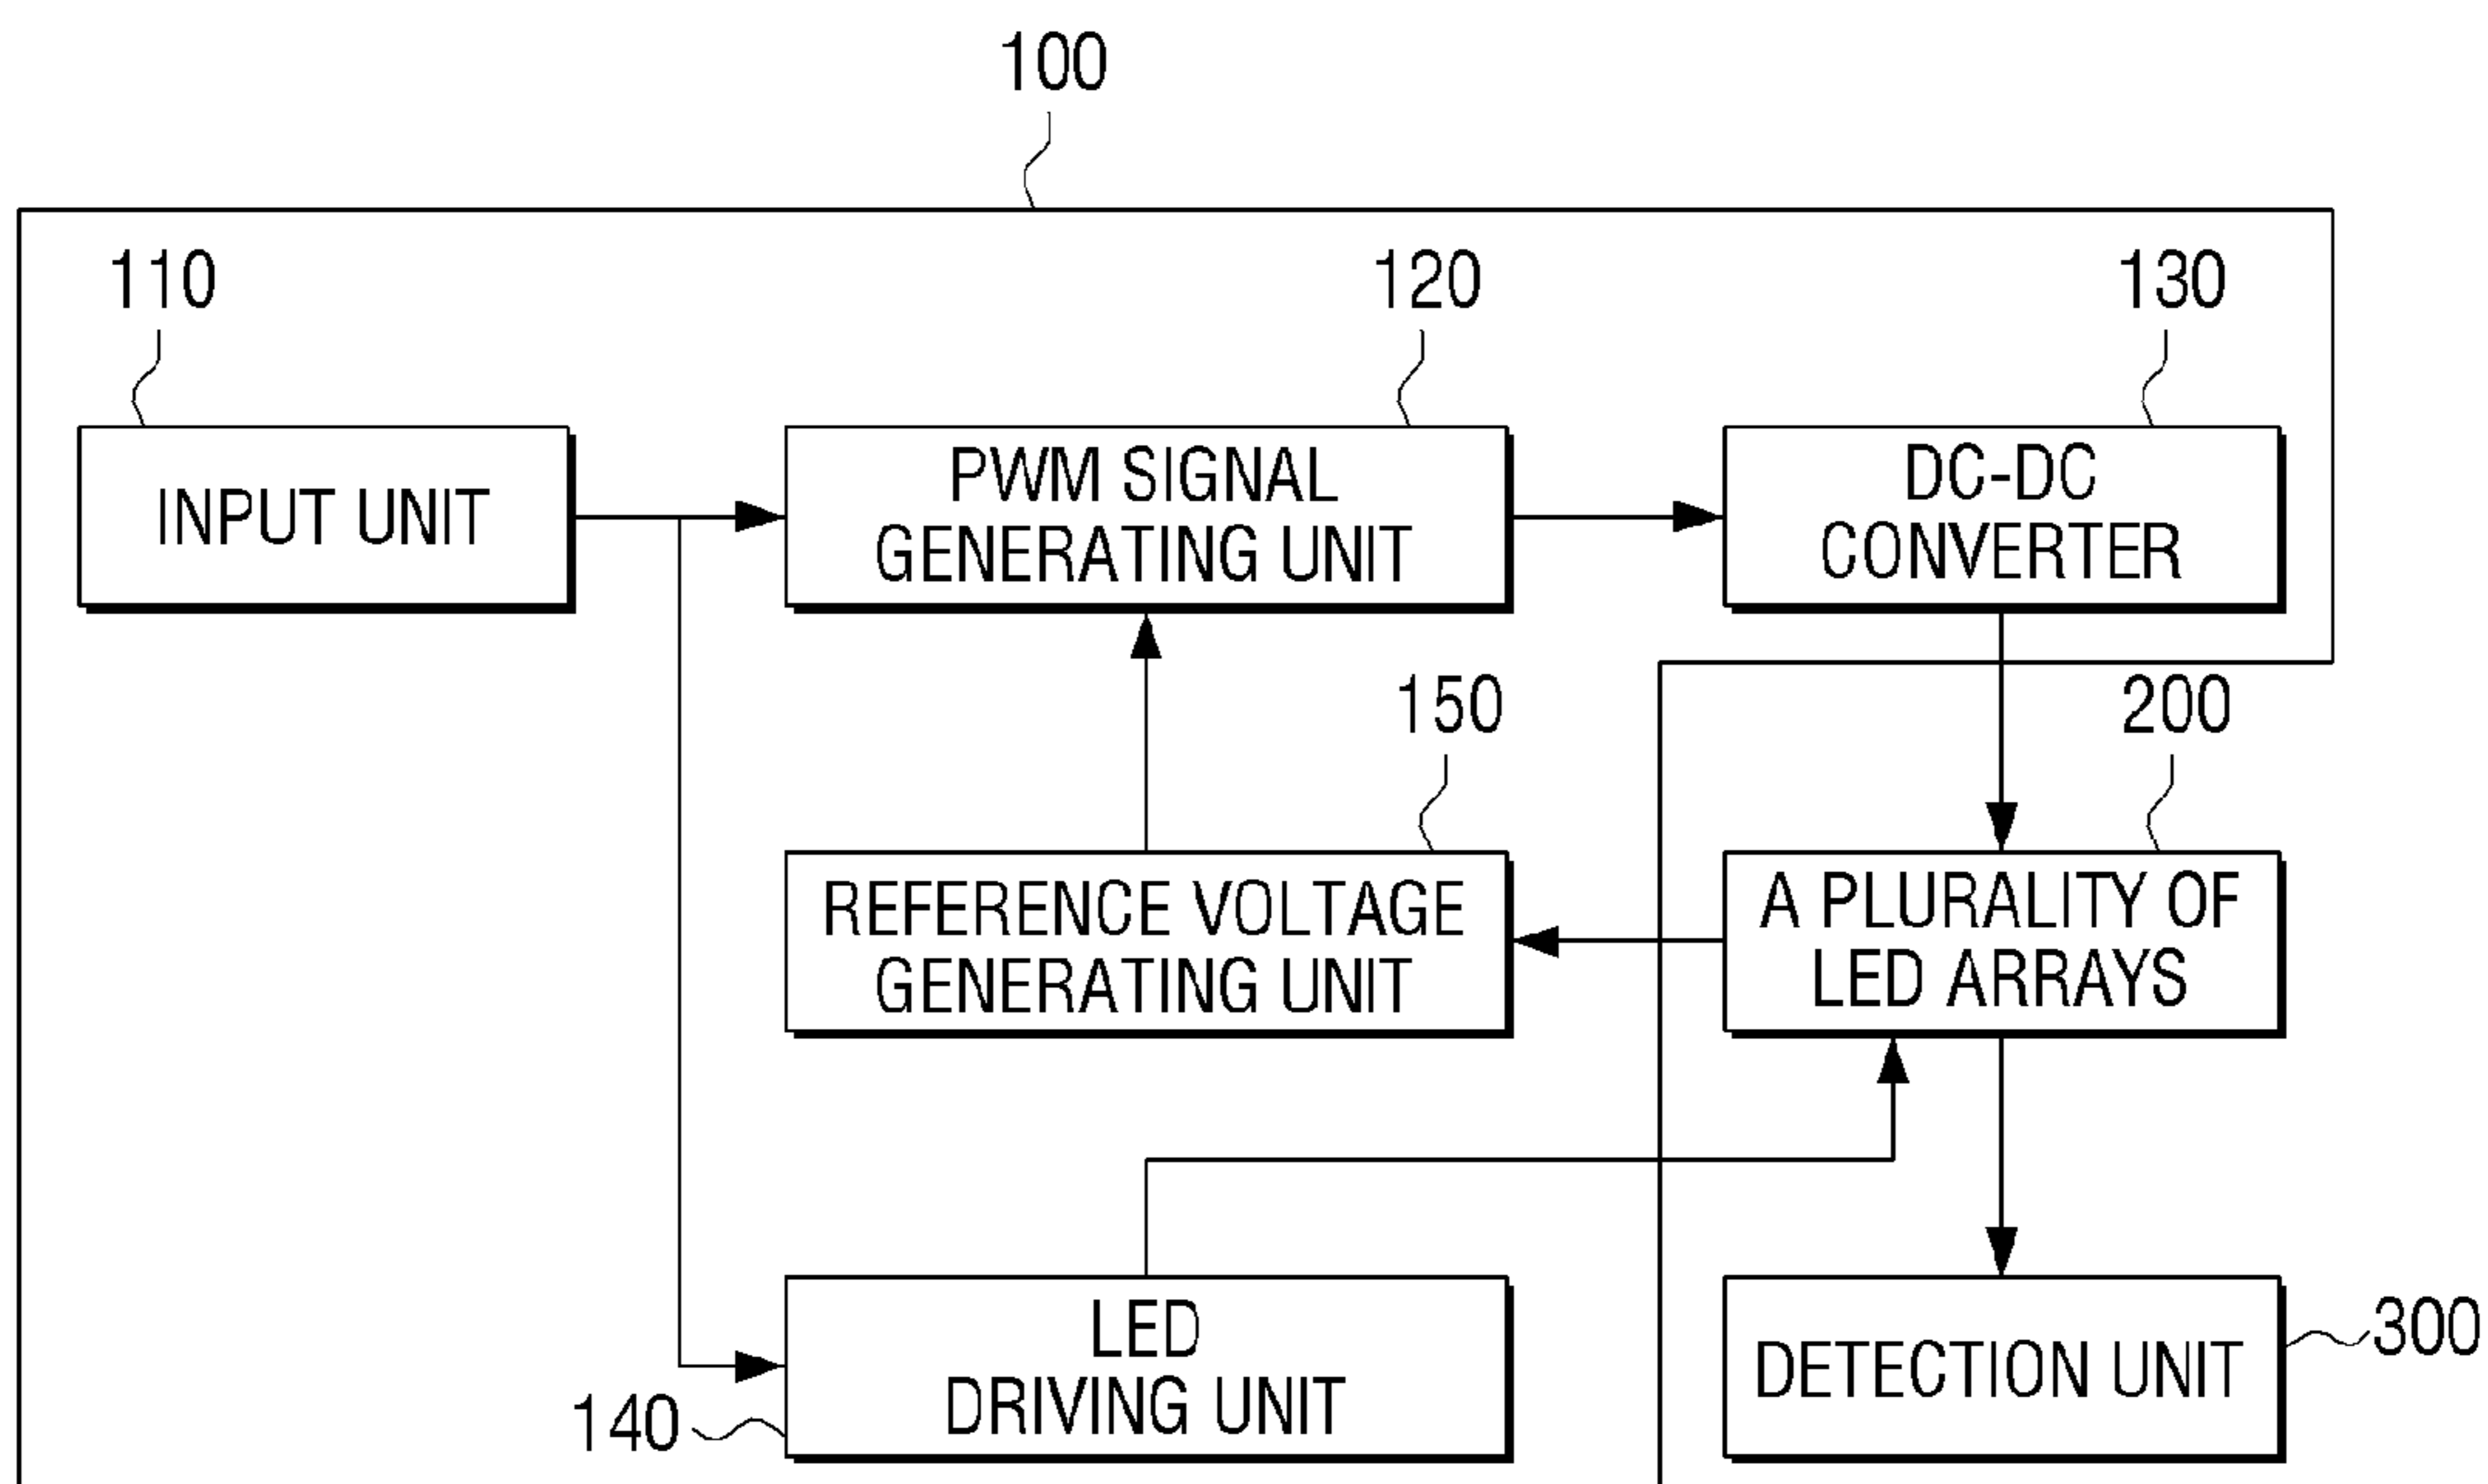 100
110
120
130
INPUT UNIT
PWM SIGNAL
GENERATING UNIT
DC-DC
CONVERTER
150
200
REFERENCE VOLTAGE
GENERATING UNIT
A PLURALITY OF
LED ARRAYS
LED
DRIVING UNIT
140
DETECTION UNIT
300